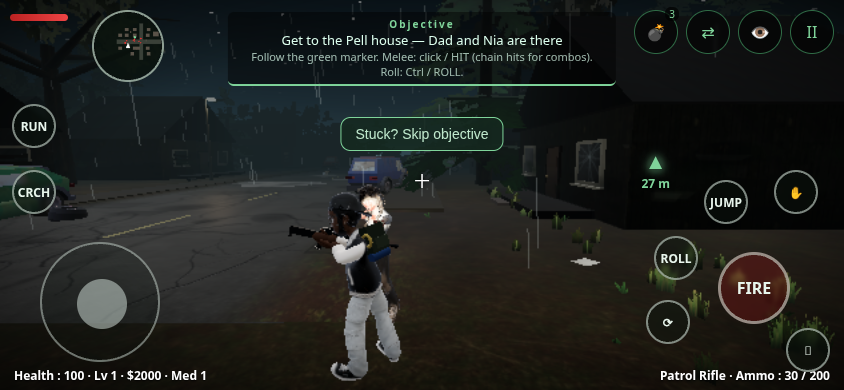 Objective
Get to the Pell house — Dad and Nia are there
Follow the green marker. Melee: click / HIT (chain hits for combos).
Roll: Ctrl / ROLL.
3
II
Stuck? Skip objective
RUN
CRCH
27 m
JUMP
ROLL
FIRE
Health : 100 · Lv 1 · $2000 · Med 1
Patrol Rifle · Ammo : 30 / 200